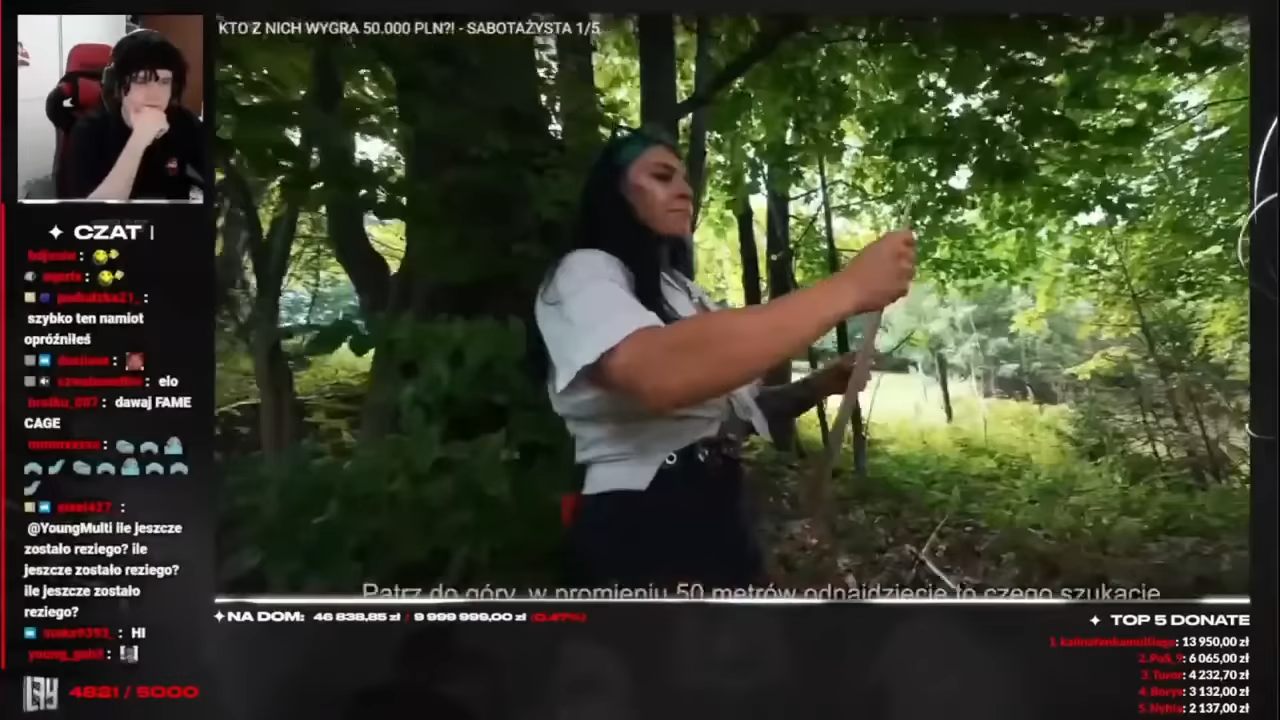 KTO Z NICH WYGRA 50.000 PLN?! - SABOTAŻYSTA 1/5
CZAT
szybko ten namiot
opróżniłeś
elo
dawaj FAME
CAGE
@YoungMulti ile jeszcze
zostało reziego? ile
jeszcze zostało reziego?
ile jeszcze zostało
reziego?
HI
4821 / 5000
Patrz do góry, w promieniu 50 metrów odnajdziecie to czego szukacie
NA DOM: 46 838,85 zł / 9 999 999,00 zł (0.47%)
TOP 5 DONATE
1. : 13 950,00 zł
2. : 6 065,00 zł
3. Tuvor: 4 232,70 zł
4. Borys: 3 132,00 zł
5. : 2 137,00 zł